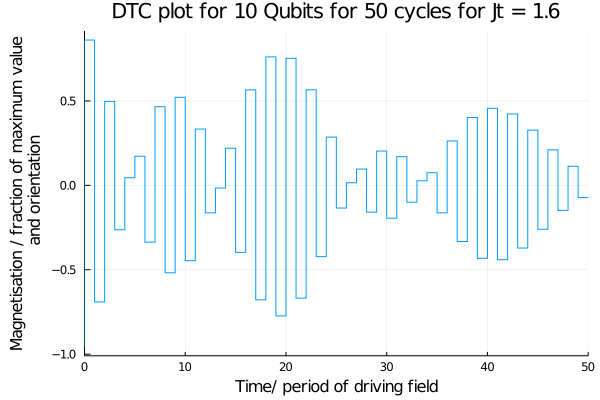 DTC plot for 10 Qubits for 50 cycles for Jt = 1.6
Magnetisation / fraction of maximum value
and orientation
0.5
0.0
−0.5
−1.0
0 10 20 30 40 50
Time/ period of driving field